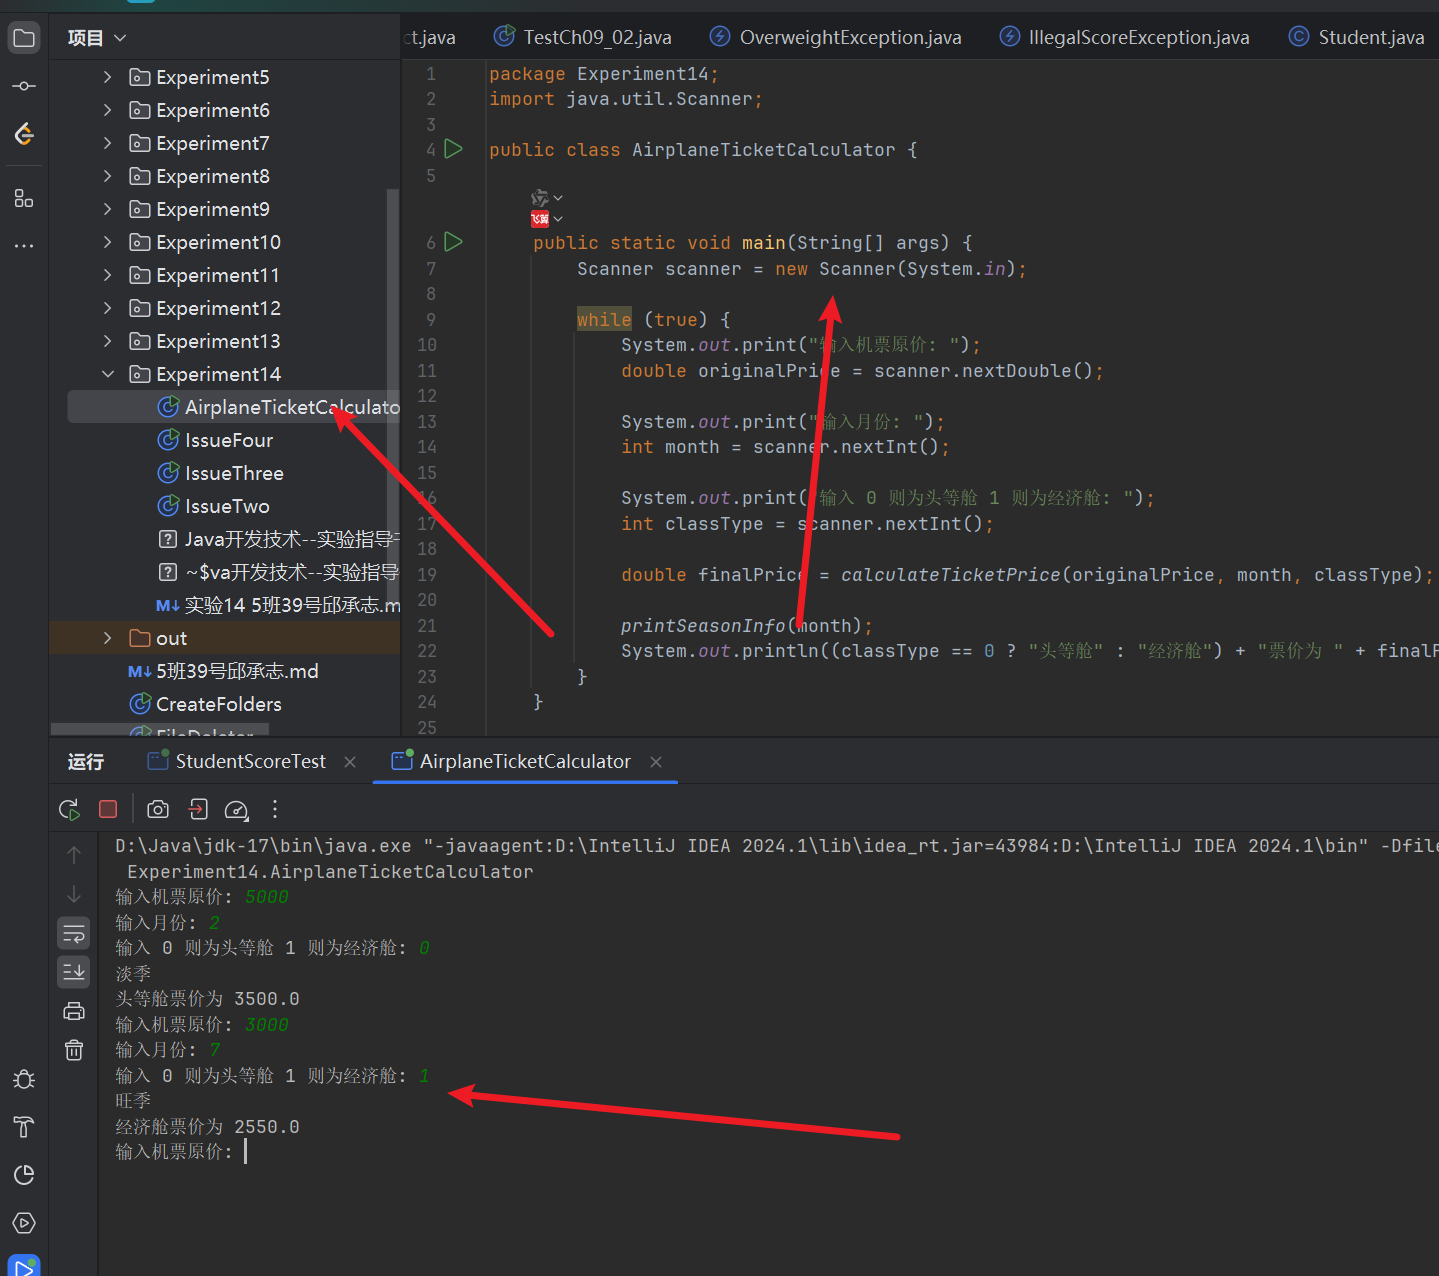 项目
ct.java
TestCh09_02.java
OverweightException.java
IllegalScoreException.java
Student.java
Experiment5
Experiment6
Experiment7
Experiment8
Experiment9
Experiment10
Experiment11
Experiment12
Experiment13
Experiment14
AirplaneTicketCalculato
IssueFour
IssueThree
IssueTwo
Java开发技术--实验指导
~$va开发技术--实验指导
M↓ 实验14 5班39号邱承志.m
out
M↓ 5班39号邱承志.md
CreateFolders
FileDeleter
1 package Experiment14;
2 import java.util.Scanner;
3
4 public class AirplaneTicketCalculator {
5
6 public static void main(String[] args) {
7 Scanner scanner = new Scanner(System.in);
8
9 while (true) {
10 System.out.print("输入机票原价: ");
11 double originalPrice = scanner.nextDouble();
12
13 System.out.print("输入月份: ");
14 int month = scanner.nextInt();
15
16 System.out.print("输入 0 则为头等舱 1 则为经济舱: ");
17 int classType = scanner.nextInt();
18
19 double finalPrice = calculateTicketPrice(originalPrice, month, classType);
20
21 printSeasonInfo(month);
22 System.out.println((classType == 0 ? "头等舱" : "经济舱") + "票价为 " + finalP
23 }
24 }
25
运行
StudentScoreTest
AirplaneTicketCalculator
D:\Java\jdk-17\bin\java.exe "-javaagent:D:\IntelliJ IDEA 2024.1\lib\idea_rt.jar=43984:D:\IntelliJ IDEA 2024.1\bin" -Dfile
Experiment14.AirplaneTicketCalculator
输入机票原价: 5000
输入月份: 2
输入 0 则为头等舱 1 则为经济舱: 0
淡季
头等舱票价为 3500.0
输入机票原价: 3000
输入月份: 7
输入 0 则为头等舱 1 则为经济舱: 1
旺季
经济舱票价为 2550.0
输入机票原价: